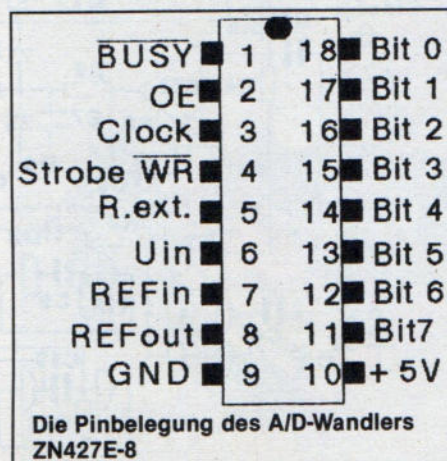 BUSY 1 18 Bit 0
OE 2 17 Bit 1
Clock 3 16 Bit 2
Strobe WR 4 15 Bit 3
R.ext. 5 14 Bit 4
Uin 6 13 Bit 5
REFin 7 12 Bit 6
REFout 8 11 Bit7
GND 9 10 + 5V
Die Pinbelegung des A/D-Wandlers
ZN427E-8